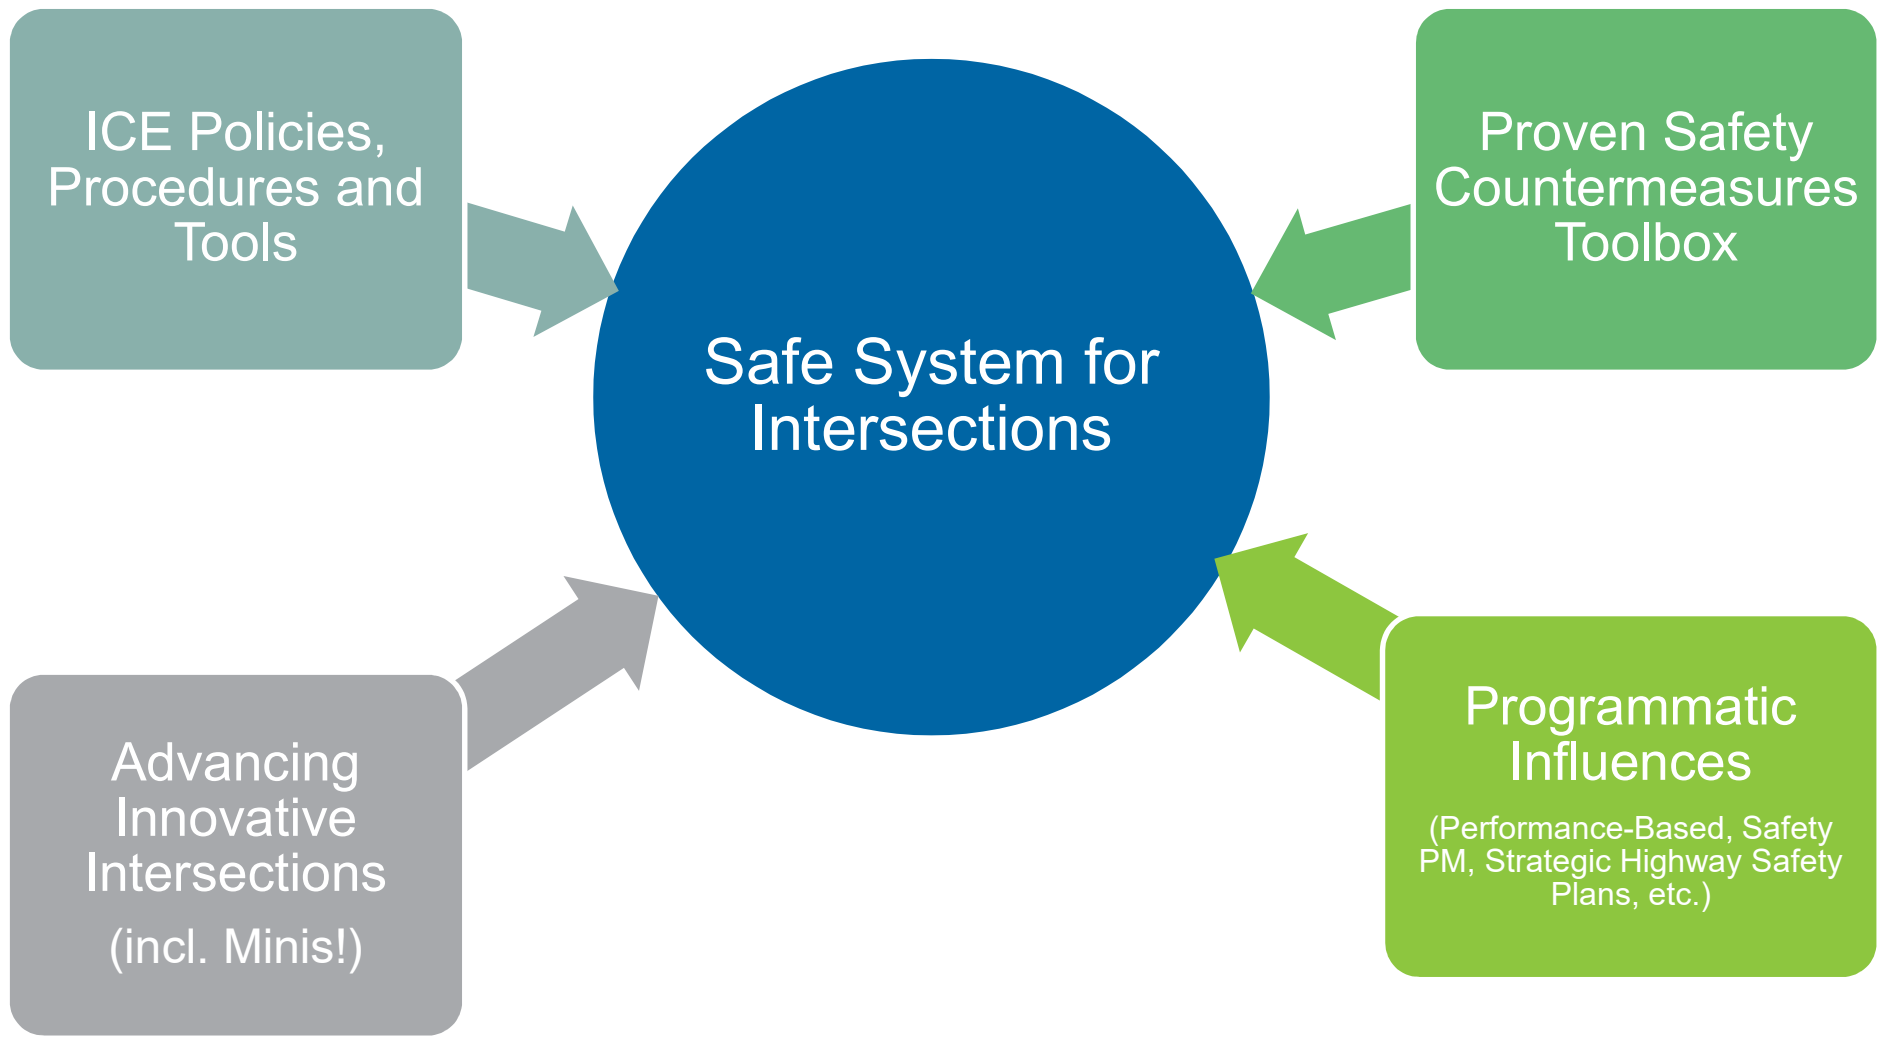 ICE Policies,
Procedures and
Tools
Proven Safety
Countermeasures
Toolbox
Safe System for
Intersections
Advancing
Innovative
Intersections
(incl. Minis!)
Programmatic
Influences
(Performance-Based, Safety
PM, Strategic Highway Safety
Plans, etc.)